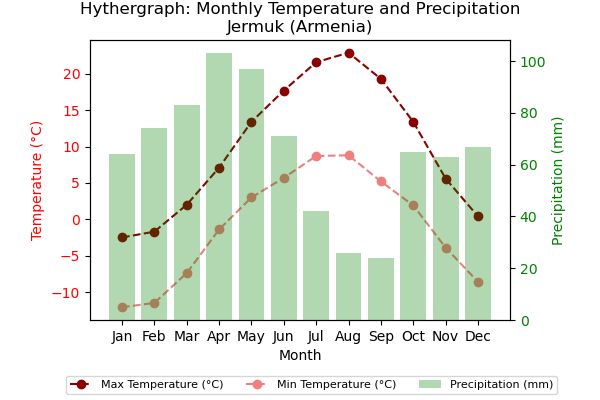 Hythergraph: Monthly Temperature and Precipitation
Jermuk (Armenia)
Temperature (°C)
20
15
10
5
0
−5
−10
100
80
60
40
20
0
Precipitation (mm)
Jan Feb Mar Apr May Jun Jul Aug Sep Oct Nov Dec
Month
Max Temperature (°C) Min Temperature (°C) Precipitation (mm)